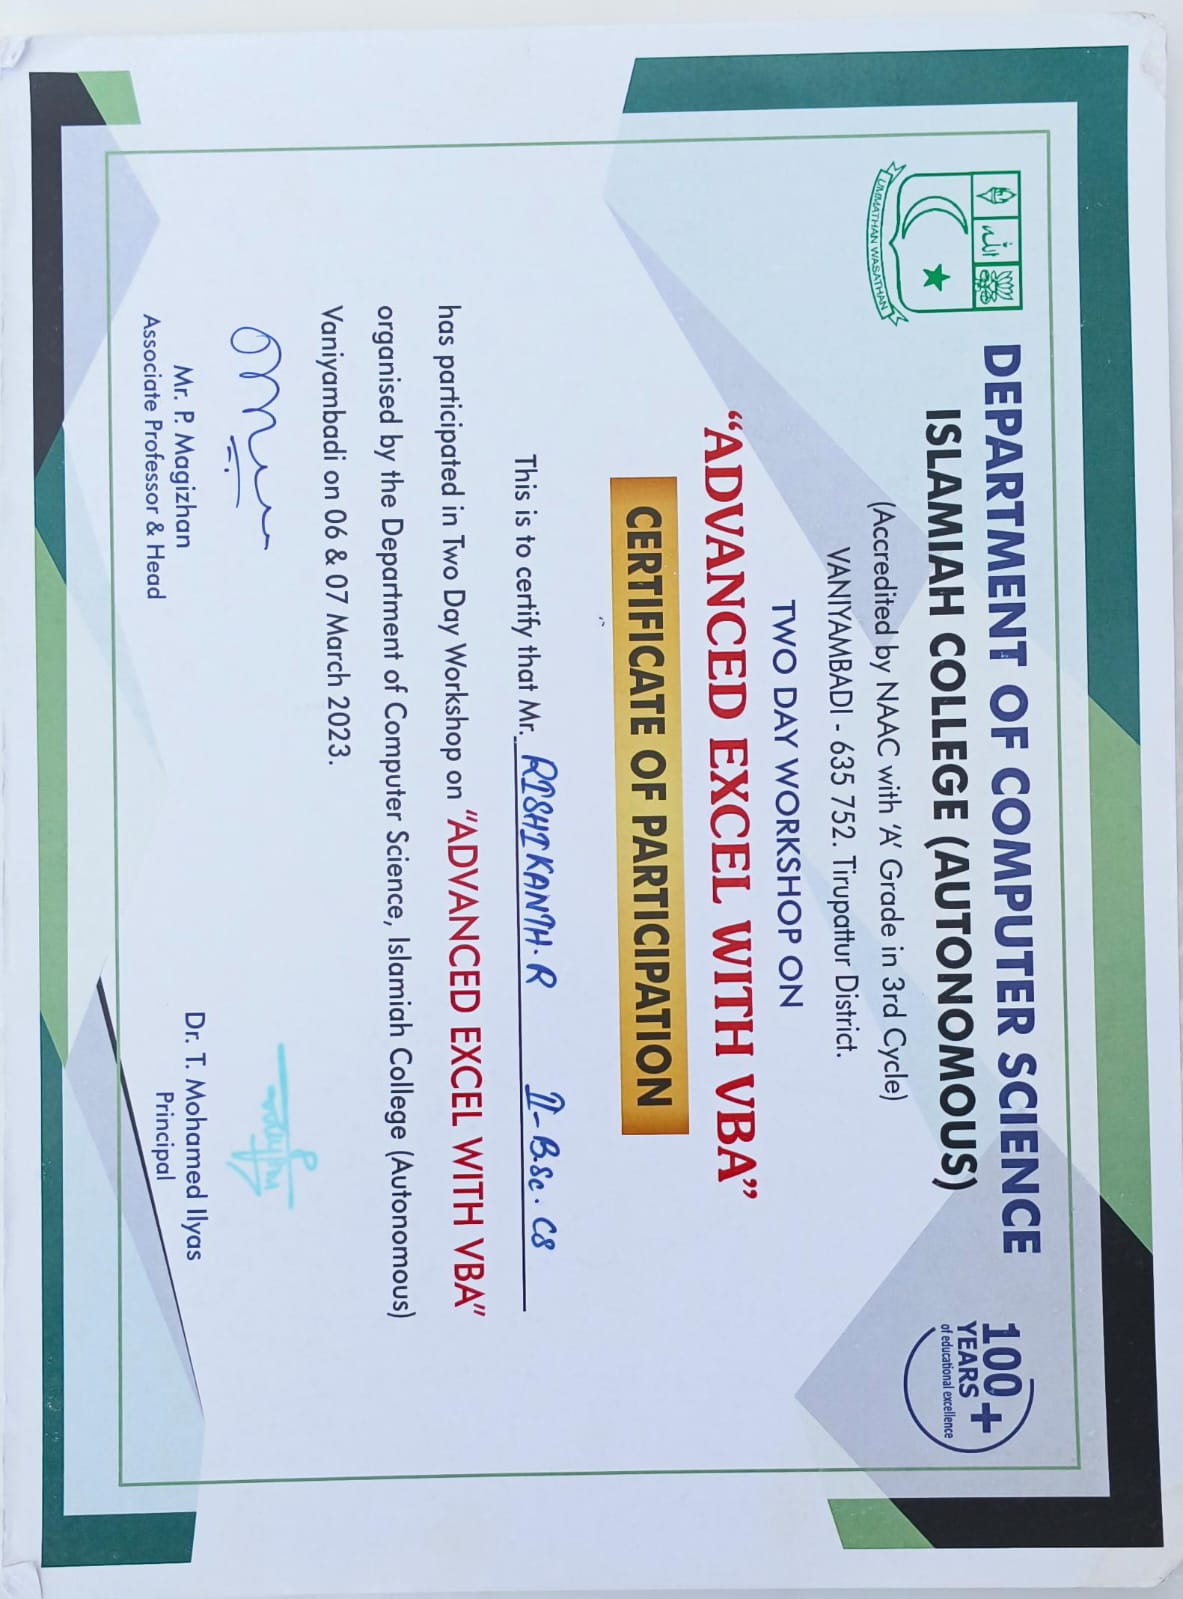 UMMATHAN WASATHAN
الله
DEPARTMENT OF COMPUTER SCIENCE
ISLAMIAH COLLEGE (AUTONOMOUS)
(Accredited by NAAC with ‘A’ Grade in 3rd Cycle)
VANIYAMBADI - 635 752. Tirupattur District.
100+
YEARS
of educational excellence
TWO DAY WORKSHOP ON
“ADVANCED EXCEL WITH VBA”
CERTIFICATE OF PARTICIPATION
This is to certify that Mr. RISHIKANTH.R II-B.Sc.CS
has participated in Two Day Workshop on “ADVANCED EXCEL WITH VBA”
organised by the Department of Computer Science, Islamiah College (Autonomous)
Vaniyambadi on 06 & 07 March 2023.
Mr. P. Magizhan
Associate Professor & Head
Dr. T. Mohamed Ilyas
Principal